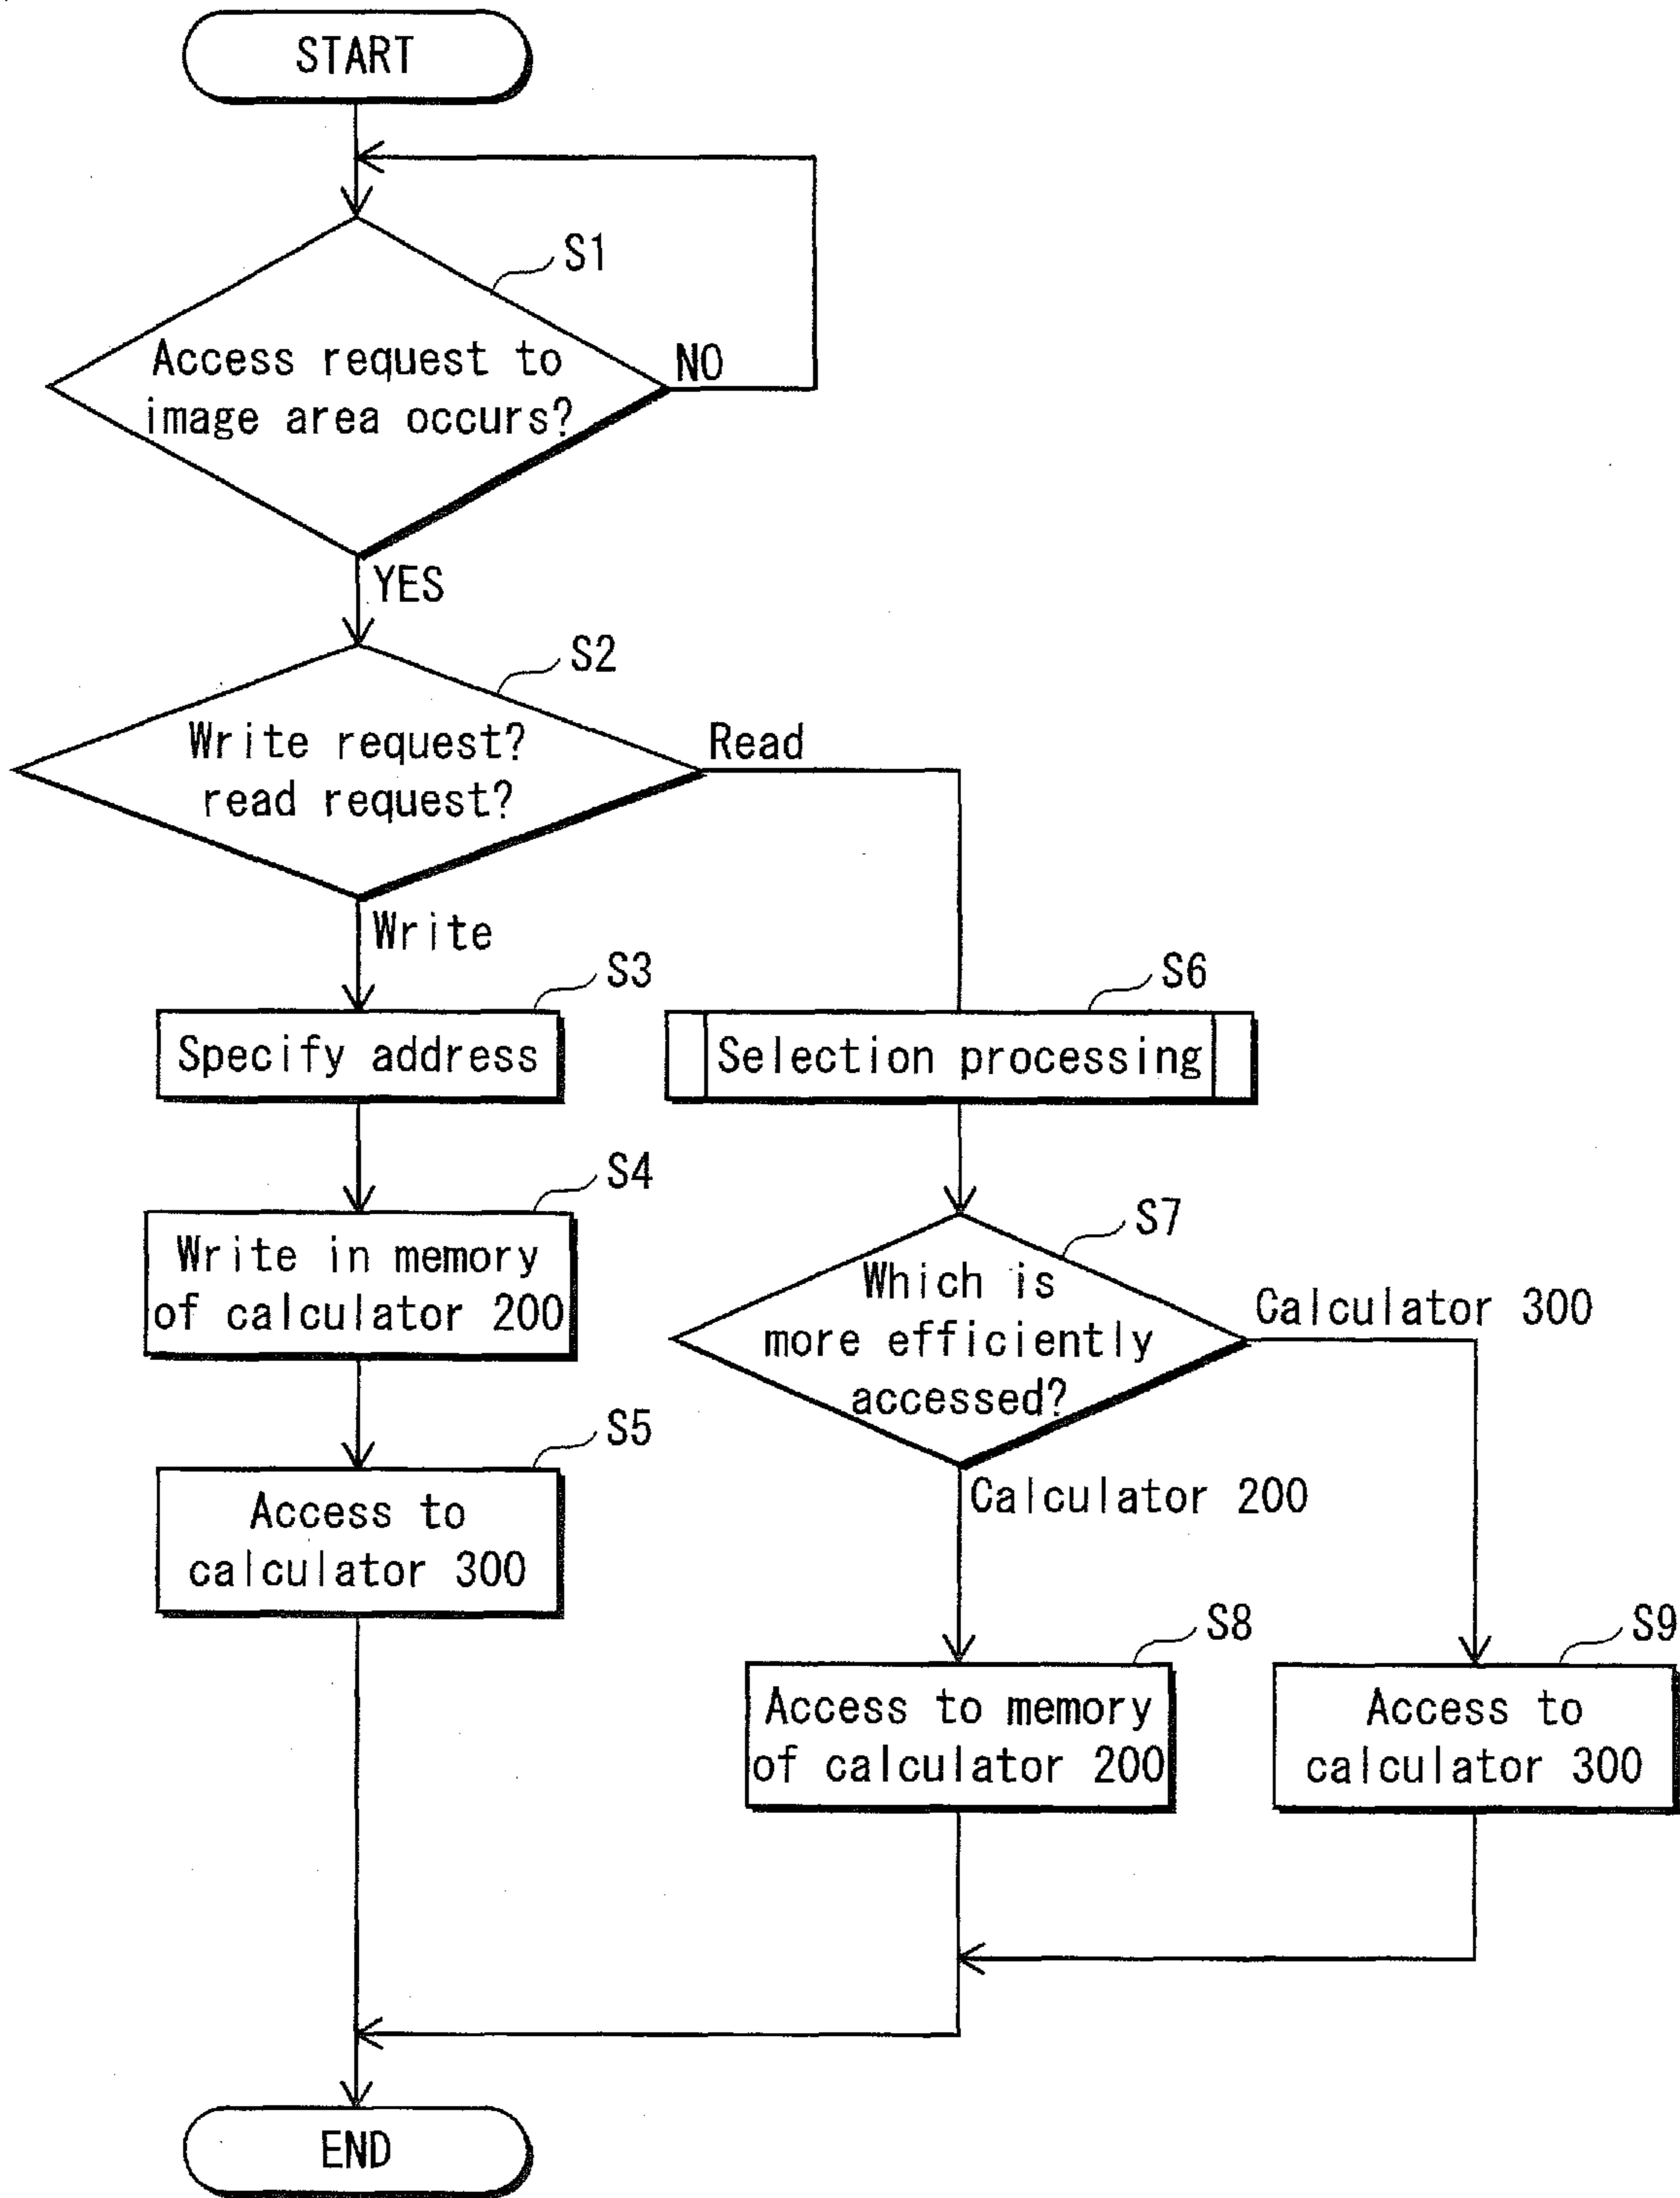 START
S1
Access request to
image area occurs?
NO
YES
S2
Write request?
read request?
Read
Write
S3
Specify address
S6
Selection processing
S4
Write in memory
of calculator 200
S7
Which is
more efficiently
accessed?
Calculator 300
Calculator 200
S5
Access to
calculator 300
S8
Access to memory
of calculator 200
S9
Access to
calculator 300
END